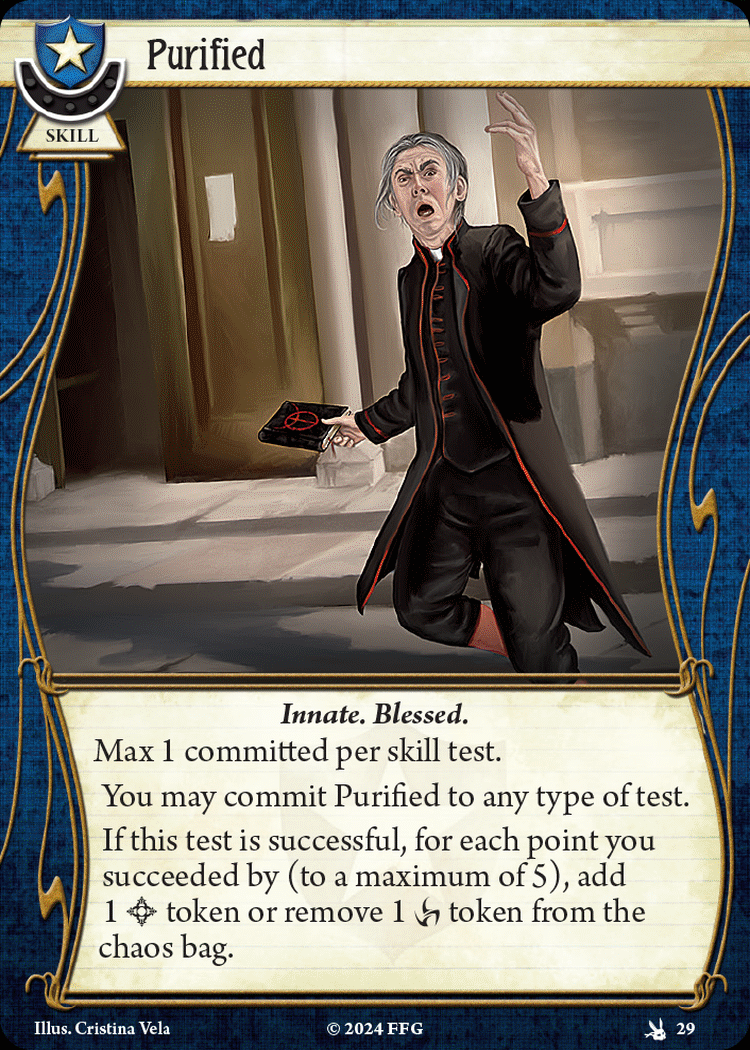 Purified
SKILL
Innate. Blessed.
Max 1 committed per skill test.
You may commit Purified to any type of test.
If this test is successful, for each point you
succeeded by (to a maximum of 5), add
1 token or remove 1 token from the
chaos bag.
Illus. Cristina Vela
© 2024 FFG
29